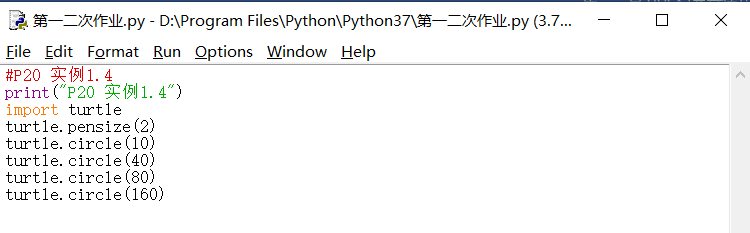 第一二次作业.py - D:\Program Files\Python\Python37\第一二次作业.py (3.7...
File Edit Format Run Options Window Help
#P20 实例1.4
print("P20 实例1.4")
import turtle
turtle.pensize(2)
turtle.circle(10)
turtle.circle(40)
turtle.circle(80)
turtle.circle(160)